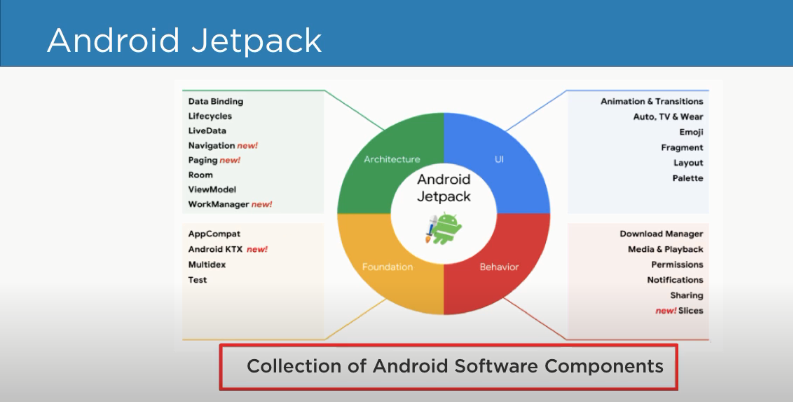 Android Jetpack
Data Binding
Lifecycles
LiveData
Navigation new!
Paging new!
Room
ViewModel
WorkManager new!
Animation & Transitions
Auto, TV & Wear
Emoji
Fragment
Layout
Palette
Architecture
UI
Android
Jetpack
Foundation
Behavior
AppCompat
Android KTX new!
Multidex
Test
Download Manager
Media & Playback
Permissions
Notifications
Sharing
new! Slices
Collection of Android Software Components